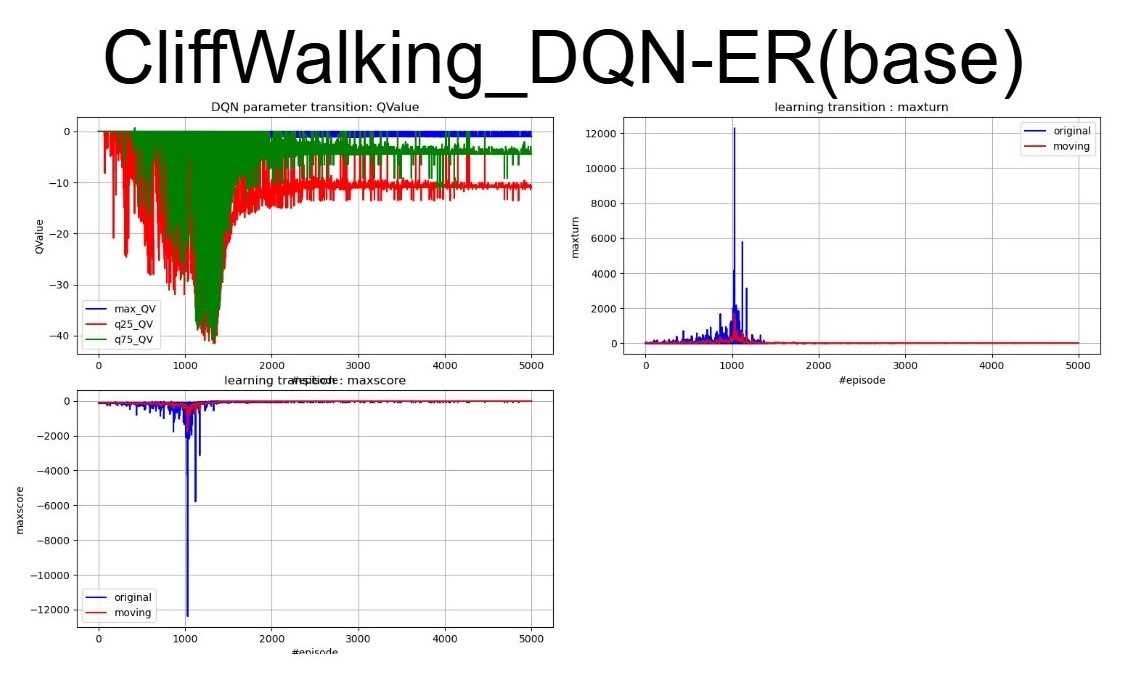 CliffWalking_DQN-ER(base)
DQN parameter transition: QValue
0
−10
−20
−30
−40
QValue
max_QV
q25_QV
q75_QV
0 1000 2000 3000 4000 5000
#episode
learning transition : maxturn
12000
10000
8000
6000
4000
2000
0
maxturn
original
moving
0 1000 2000 3000 4000 5000
#episode
learning transition : maxscore
0
−2000
−4000
−6000
−8000
−10000
−12000
maxscore
original
moving
0 1000 2000 3000 4000 5000
#episode